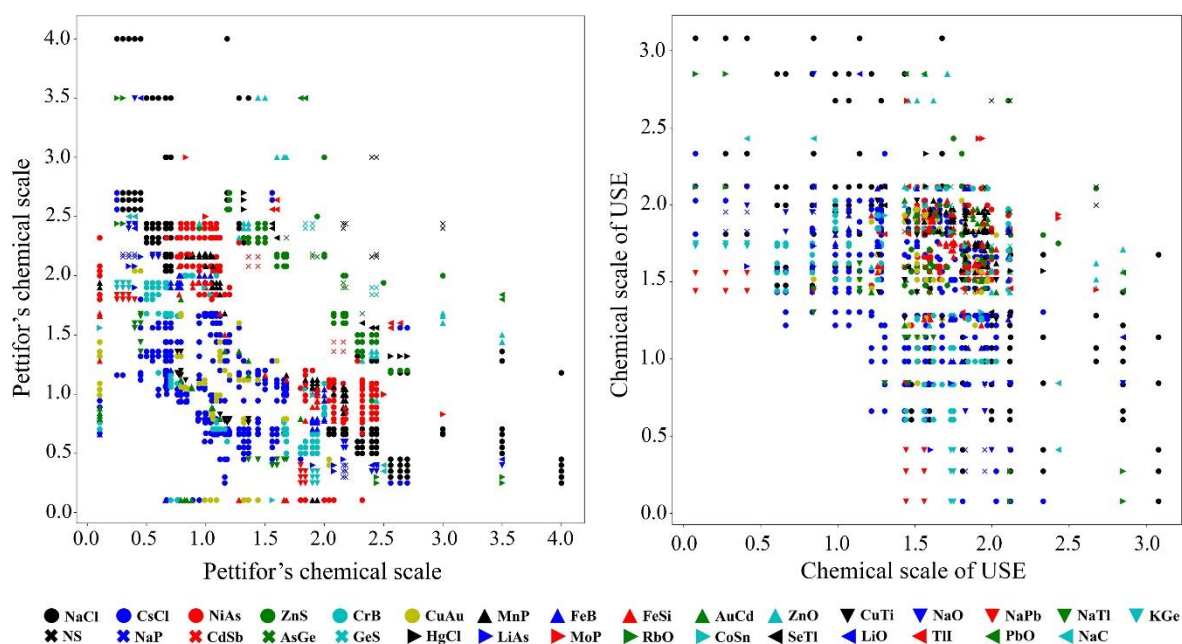 4.0
3.5
3.0
2.5
2.0
1.5
1.0
0.5
0.0
Pettifor's chemical scale
0.0 0.5 1.0 1.5 2.0 2.5 3.0 3.5 4.0
Pettifor's chemical scale
3.0
2.5
2.0
1.5
1.0
0.5
0.0
Chemical scale of USE
0.0 0.5 1.0 1.5 2.0 2.5 3.0
Chemical scale of USE
NaCl CsCl NiAs ZnS CrB CuAu MnP FeB FeSi AuCd ZnO CuTi NaO NaPb NaTl KGe
NS NaP CdSb AsGe GeS HgCl LiAs MoP RbO CoSn SeTl LiO TlI PbO NaGe